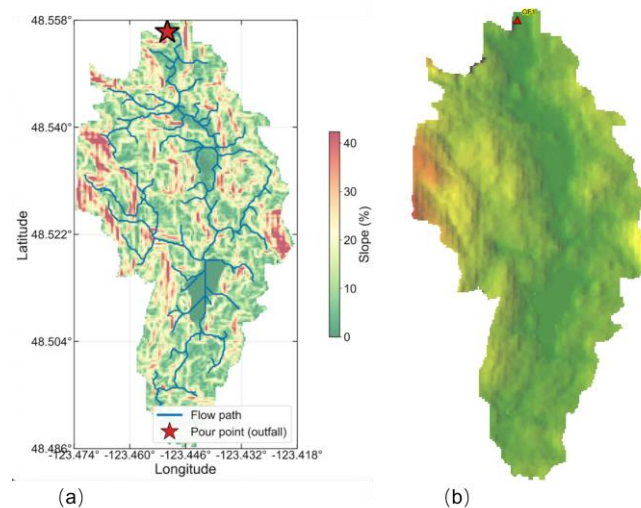 48.558°
48.540°
48.522°
48.504°
48.486°
Latitude
-123.474° -123.460° -123.446° -123.432° -123.418°
Longitude
Flow path
Pour point (outfall)
40
30
20
10
0
Slope (%)
(a)
OF1
(b)